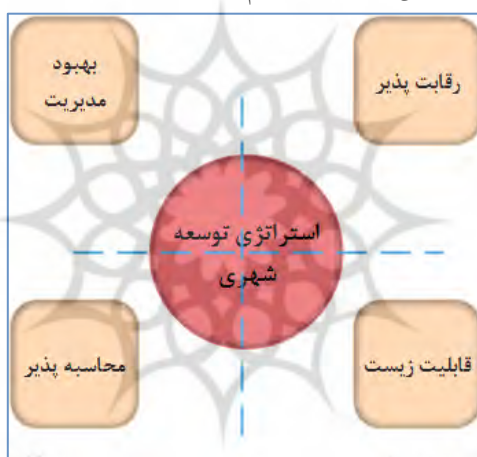 رقابت پذیر
بهبود
مدیریت
استراتژی توسعه
شهری
قابلیت زیست
محاسبه پذیر